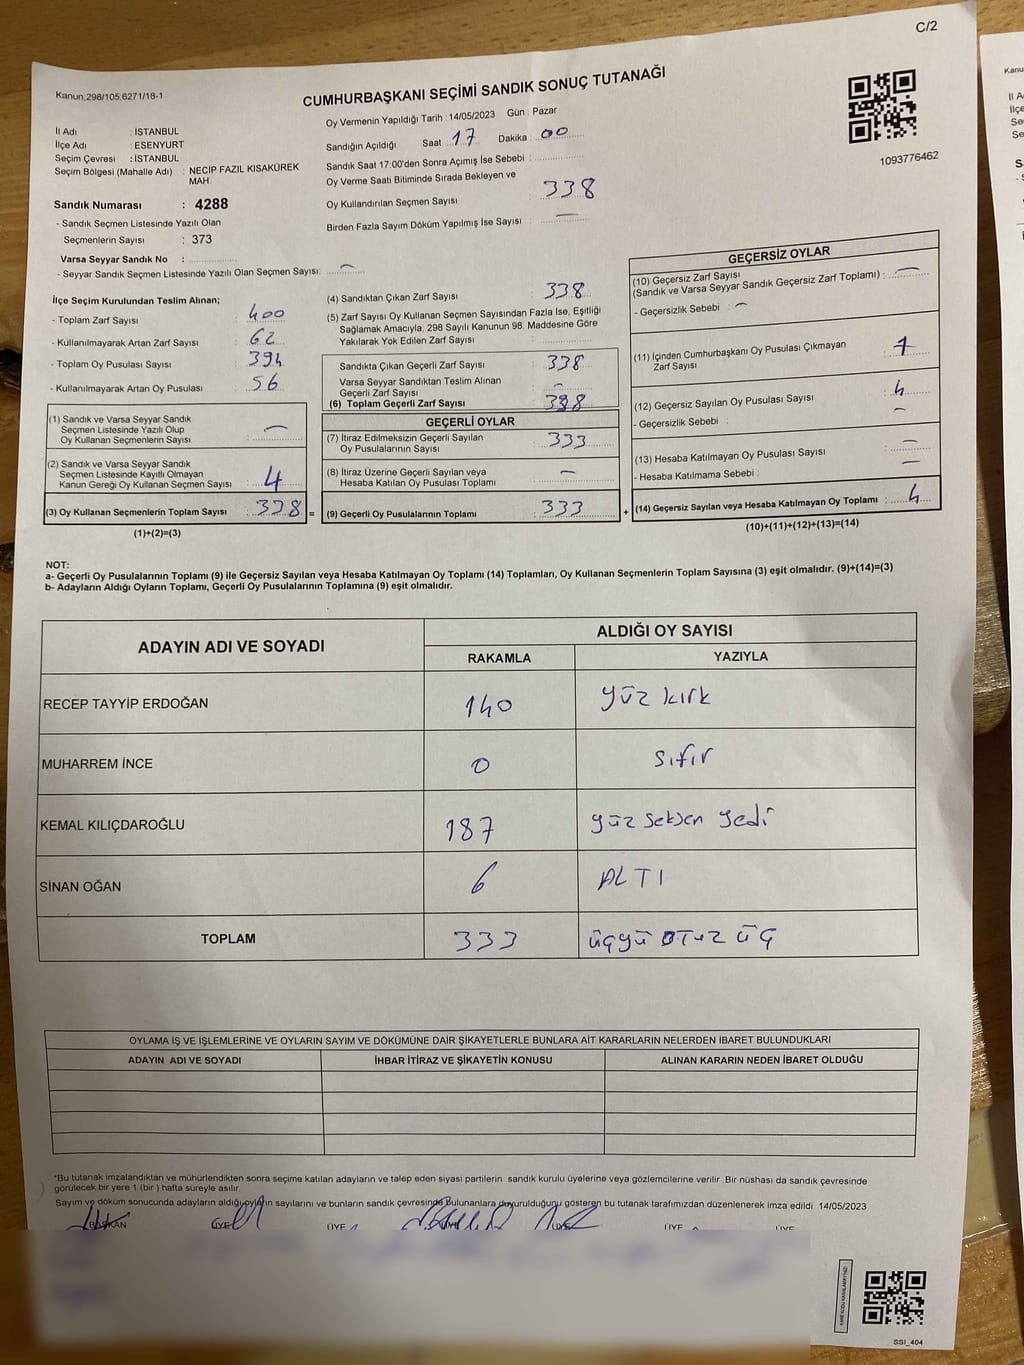 C/2
Kanun,298/105,6271/18-1
CUMHURBAŞKANI SEÇİMİ SANDIK SONUÇ TUTANAĞI
1093776462
İl Adı : İSTANBUL
İlçe Adı : ESENYURT
Seçim Çevresi : İSTANBUL
Seçim Bölgesi (Mahalle Adı) : NECİP FAZIL KISAKÜREK
MAH.
Sandık Numarası : 4288
- Sandık Seçmen Listesinde Yazılı Olan
Seçmenlerin Sayısı : 373
Varsa Seyyar Sandık No :
- Seyyar Sandık Seçmen Listesinde Yazılı Olan Seçmen Sayısı: —
Oy Vermenin Yapıldığı Tarih : 14/05/2023 Gün : Pazar
Sandığın Açıldığı Saat : 17 Dakika : 00
Sandık Saat 17:00'den Sonra Açımış İse Sebebi :
Oy Verme Saati Bitiminde Sırada Bekleyen ve
Oy Kullandırılan Seçmen Sayısı : 338
Birden Fazla Sayım Döküm Yapılmış İse Sayısı : —
İlçe Seçim Kurulundan Teslim Alınan;
- Toplam Zarf Sayısı : 400
- Kullanılmayarak Artan Zarf Sayısı : 62
- Toplam Oy Pusulası Sayısı : 394
- Kullanılmayarak Artan Oy Pusulası : 56
(1) Sandık ve Varsa Seyyar Sandık
Seçmen Listesinde Yazılı Olup
Oy Kullanan Seçmenlerin Sayısı : —
(2) Sandık ve Varsa Seyyar Sandık
Seçmen Listesinde Kayıtlı Olmayan
Kanun Gereği Oy Kullanan Seçmen Sayısı : 4
(3) Oy Kullanan Seçmenlerin Toplam Sayısı : 338 =
(1)+(2)=(3)
(4) Sandıktan Çıkan Zarf Sayısı : 338
(5) Zarf Sayısı Oy Kullanan Seçmen Sayısından Fazla İse, Eşitliği
Sağlamak Amacıyla, 298 Sayılı Kanunun 98. Maddesine Göre
Yakılarak Yok Edilen Zarf Sayısı :
Sandıkta Çıkan Geçerli Zarf Sayısı : 338
Varsa Seyyar Sandıktan Teslim Alınan
Geçerli Zarf Sayısı : —
(6) Toplam Geçerli Zarf Sayısı : 338
GEÇERLİ OYLAR
(7) İtiraz Edilmeksizin Geçerli Sayılan
Oy Pusulalarının Sayısı : 333
(8) İtiraz Üzerine Geçerli Sayılan veya
Hesaba Katılan Oy Pusulası Toplamı : —
(9) Geçerli Oy Pusulalarının Toplamı : 333 +
GEÇERSİZ OYLAR
(10) Geçersiz Zarf Sayısı
(Sandık ve Varsa Seyyar Sandık Geçersiz Zarf Toplamı) : —
- Geçersizlik Sebebi : —
(11) İçinden Cumhurbaşkanı Oy Pusulası Çıkmayan
Zarf Sayısı : 1
(12) Geçersiz Sayılan Oy Pusulası Sayısı : 4
- Geçersizlik Sebebi : —
(13) Hesaba Katılmayan Oy Pusulası Sayısı : —
- Hesaba Katılmama Sebebi : —
(14) Geçersiz Sayılan veya Hesaba Katılmayan Oy Toplamı : 4
(10)+(11)+(12)+(13)=(14)
NOT:
a- Geçerli Oy Pusulalarının Toplamı (9) ile Geçersiz Sayılan veya Hesaba Katılmayan Oy Toplamı (14) Toplamları, Oy Kullanan Seçmenlerin Toplam Sayısına (3) eşit olmalıdır. (9)+(14)=(3)
b- Adayların Aldığı Oyların Toplamı, Geçerli Oy Pusulalarının Toplamına (9) eşit olmalıdır.
ADAYIN ADI VE SOYADI
ALDIĞI OY SAYISI
RAKAMLA YAZIYLA
RECEP TAYYİP ERDOĞAN 140 yüz kırk
MUHARREM İNCE 0 sıfır
KEMAL KILIÇDAROĞLU 187 yüz seksen yedi
SİNAN OĞAN 6 ALTI
TOPLAM 333 üçyü otuz üç
OYLAMA İŞ VE İŞLEMLERİNE VE OYLARIN SAYIM VE DÖKÜMÜNE DAİR ŞİKAYETLERLE BUNLARA AİT KARARLARIN NELERDEN İBARET BULUNDUKLARI
ADAYIN ADI VE SOYADI İHBAR İTİRAZ VE ŞİKAYETİN KONUSU ALINAN KARARIN NEDEN İBARET OLDUĞU
*Bu tutanak imzalandıktan ve mühürlendikten sonra seçime katılan adayların ve talep eden siyasi partilerin sandık kurulu üyelerine veya gözlemcilerine verilir. Bir nüshası da sandık çevresinde
görülecek bir yere 1 (bir ) hafta süreyle asılır.
Sayım ve döküm sonucunda adayların aldığı oyların sayılarını ve bunların sandık çevresinde Bulunanlara duyurulduğunu gösteren bu tutanak tarafımızdan düzenlenerek imza edildi. 14/05/2023
BAŞKAN ÜYE ÜYE ÜYE ÜYE ÜYE ÜYE
SSI_404